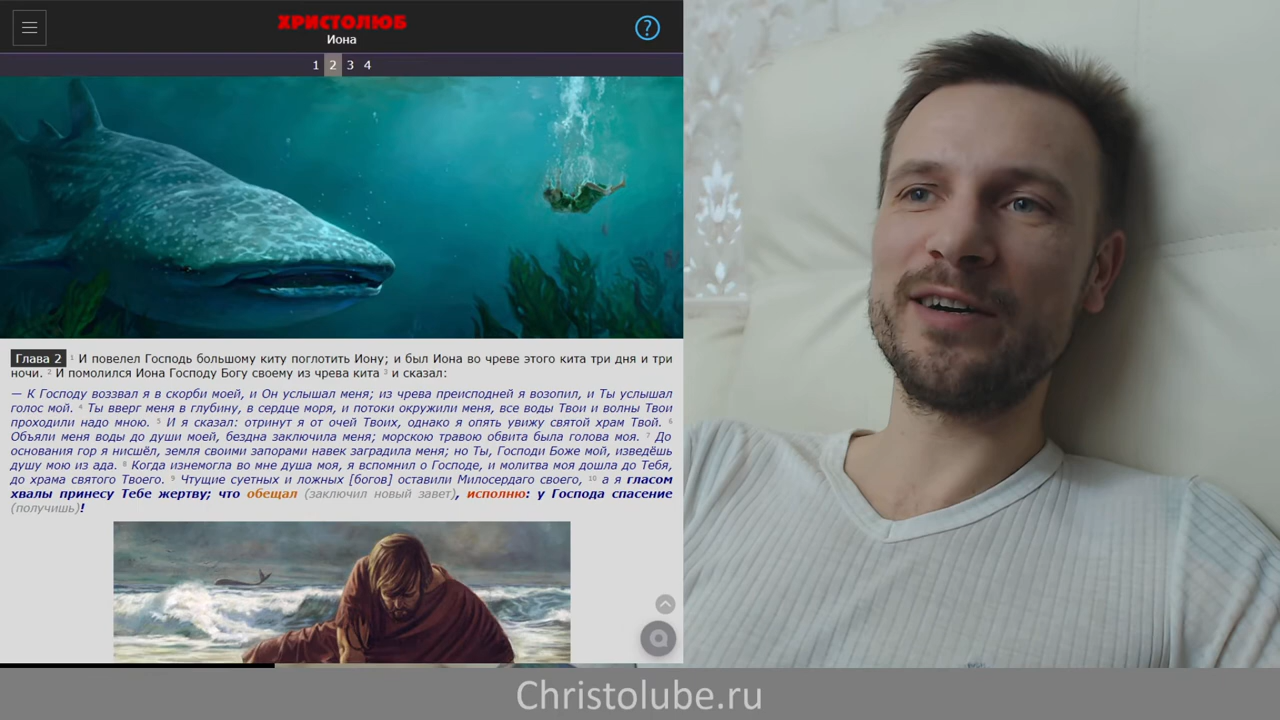 ХРИСТОЛЮБ
?
Иона
1 2 3 4
Глава 2 1 И повелел Господь большому киту поглотить Иону; и был Иона во чреве этого кита три дня и три
ночи. 2 И помолился Иона Господу Богу своему из чрева кита 3 и сказал:
— К Господу воззвал я в скорби моей, и Он услышал меня; из чрева преисподней я возопил, и Ты услышал
голос мой. 4 Ты вверг меня в глубину, в сердце моря, и потоки окружили меня, все воды Твои и волны Твои
проходили надо мною. 5 И я сказал: отринут я от очей Твоих, однако я опять увижу святой храм Твой. 6
Объяли меня воды до души моей, бездна заключила меня; морскою травою обвита была голова моя. 7 До
основания гор я нисшёл, земля своими запорами навек заградила меня; но Ты, Господи Боже мой, изведёшь
душу мою из ада. 8 Когда изнемогла во мне душа моя, я вспомнил о Господе, и молитва моя дошла до Тебя,
до храма святого Твоего. 9 Чтущие суетных и ложных [богов] оставили Милосердаго своего, 10 а я гласом
хвалы принесу Тебе жертву; что обещал (заключил новый завет), исполню: у Господа спасение
(получишь)!
Christolube.ru